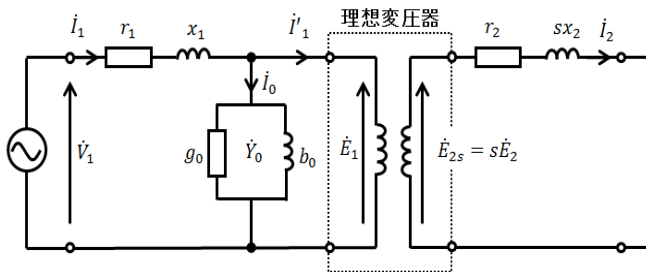 理想変圧器
İ₁ r₁ x₁ İ'₁ r₂ sx₂ İ₂
İ₀
V̇₁ g₀ Ẏ₀ b₀ Ė₁ Ė₂ₛ = sĖ₂